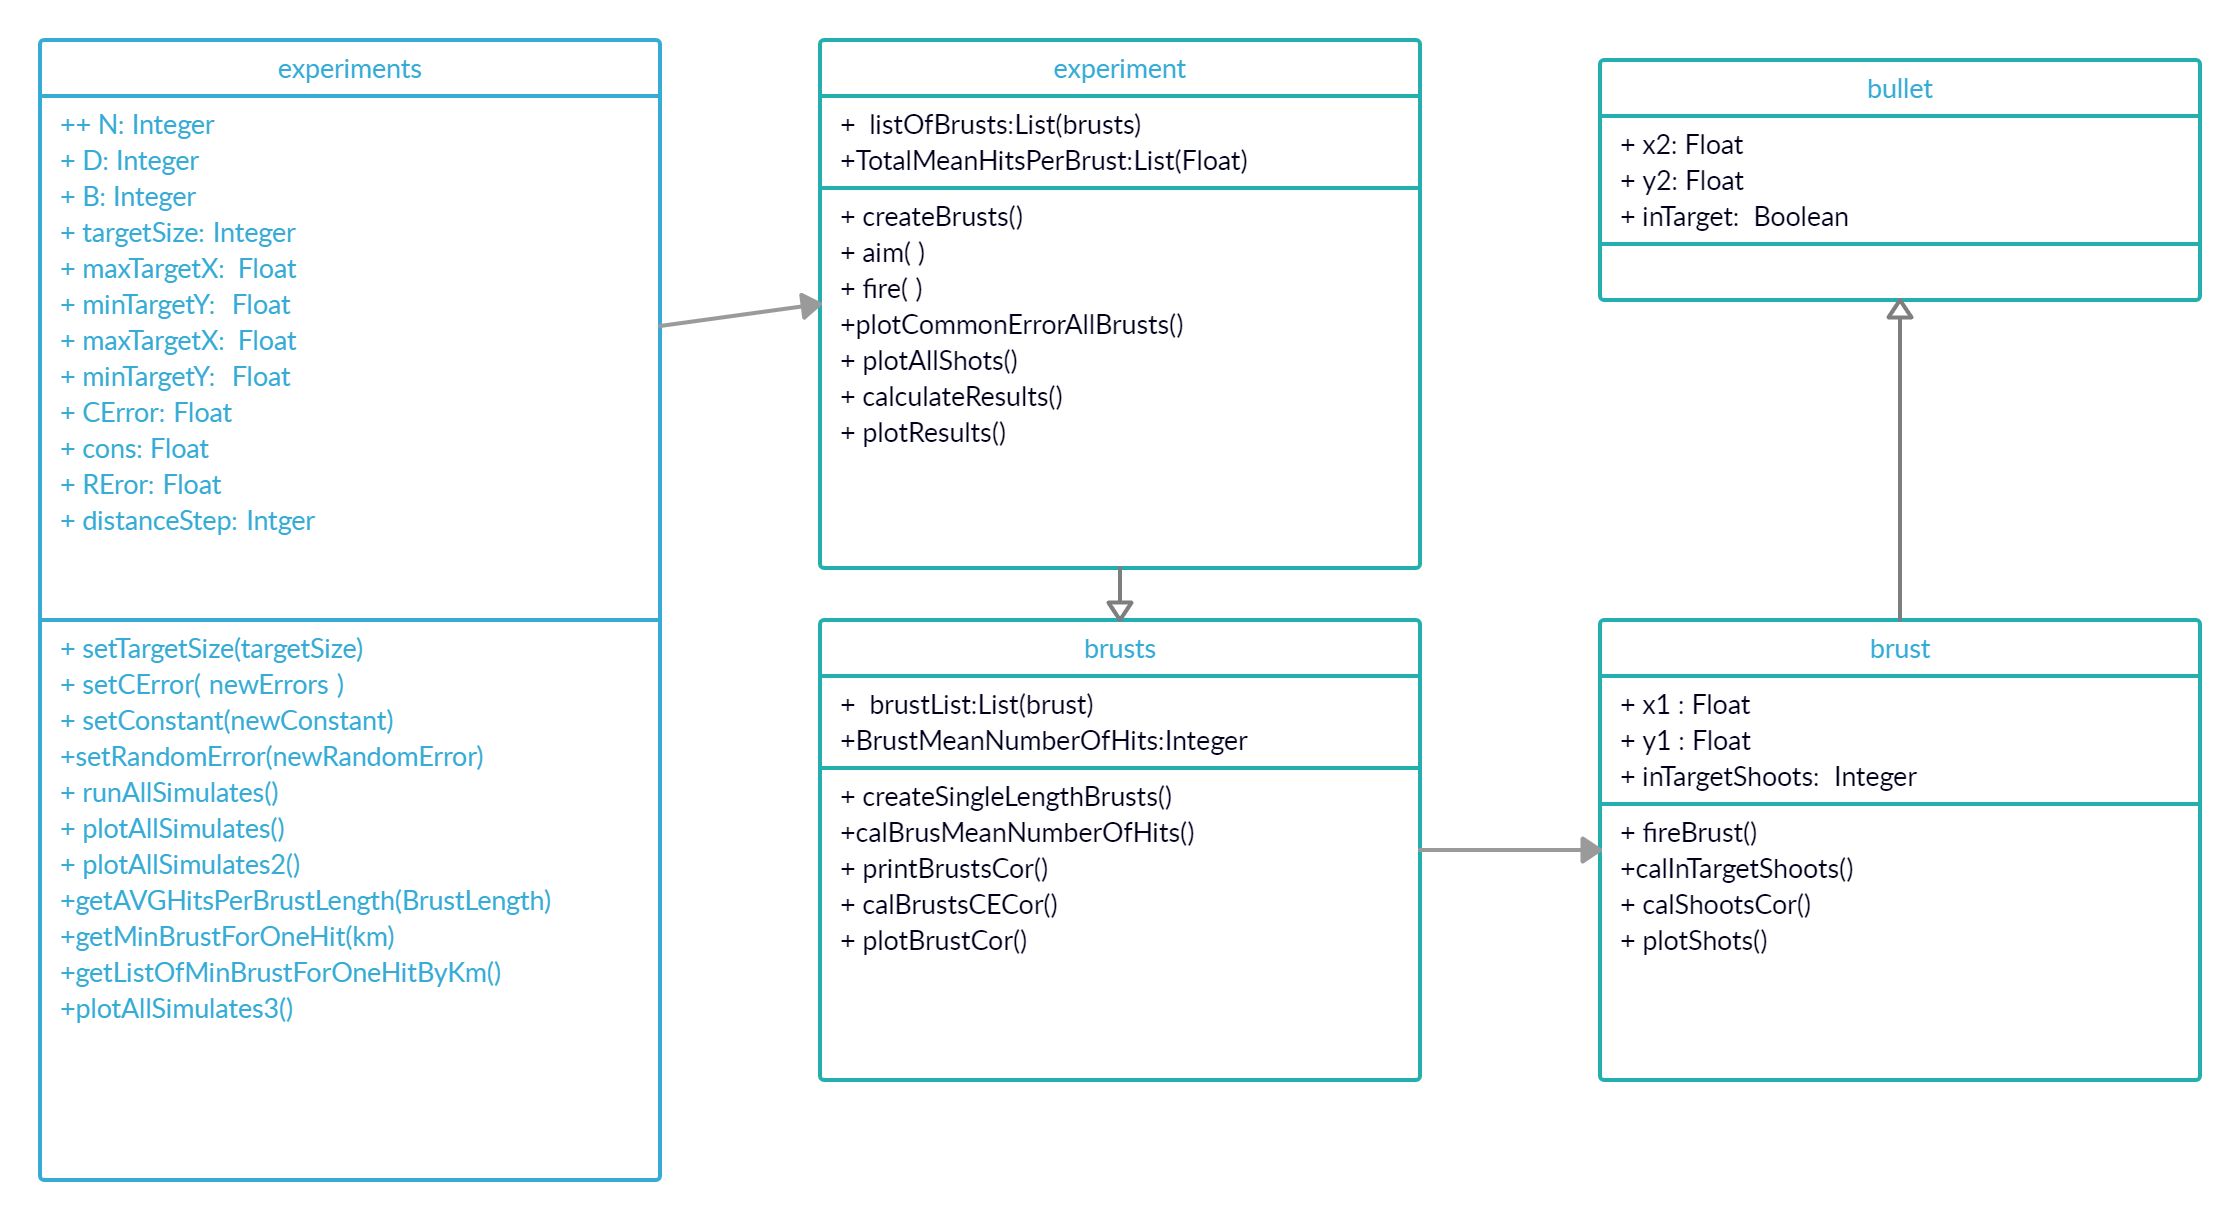 experiments
++ N: Integer
+ D: Integer
+ B: Integer
+ targetSize: Integer
+ maxTargetX:  Float
+ minTargetY:  Float
+ maxTargetX:  Float
+ minTargetY:  Float
+ CError: Float
+ cons: Float
+ REror: Float
+ distanceStep: Intger
+ setTargetSize(targetSize)
+ setCError( newErrors )
+ setConstant(newConstant)
+setRandomError(newRandomError)
+ runAllSimulates()
+ plotAllSimulates()
+ plotAllSimulates2()
+getAVGHitsPerBrustLength(BrustLength)
+getMinBrustForOneHit(km)
+getListOfMinBrustForOneHitByKm()
+plotAllSimulates3()
experiment
+  listOfBrusts:List(brusts)
+TotalMeanHitsPerBrust:List(Float)
+ createBrusts()
+ aim( )
+ fire( )
+plotCommonErrorAllBrusts()
+ plotAllShots()
+ calculateResults()
+ plotResults()
brusts
+  brustList:List(brust)
+BrustMeanNumberOfHits:Integer
+ createSingleLengthBrusts()
+calBrusMeanNumberOfHits()
+ printBrustsCor()
+ calBrustsCECor()
+ plotBrustCor()
bullet
+ x2: Float
+ y2: Float
+ inTarget:  Boolean
brust
+ x1 : Float
+ y1 : Float
+ inTargetShoots:  Integer
+ fireBrust()
+calInTargetShoots()
+ calShootsCor()
+ plotShots()